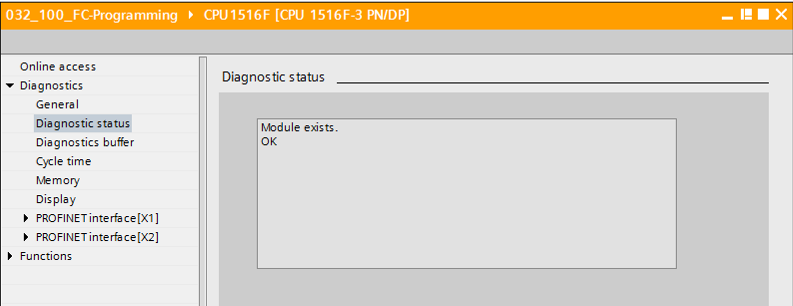 032_100_FC-Programming ▸ CPU1516F [CPU 1516F-3 PN/DP]
Online access
Diagnostics
General
Diagnostic status
Diagnostics buffer
Cycle time
Memory
Display
PROFINET interface[X1]
PROFINET interface[X2]
Functions
Diagnostic status
Module exists.
OK